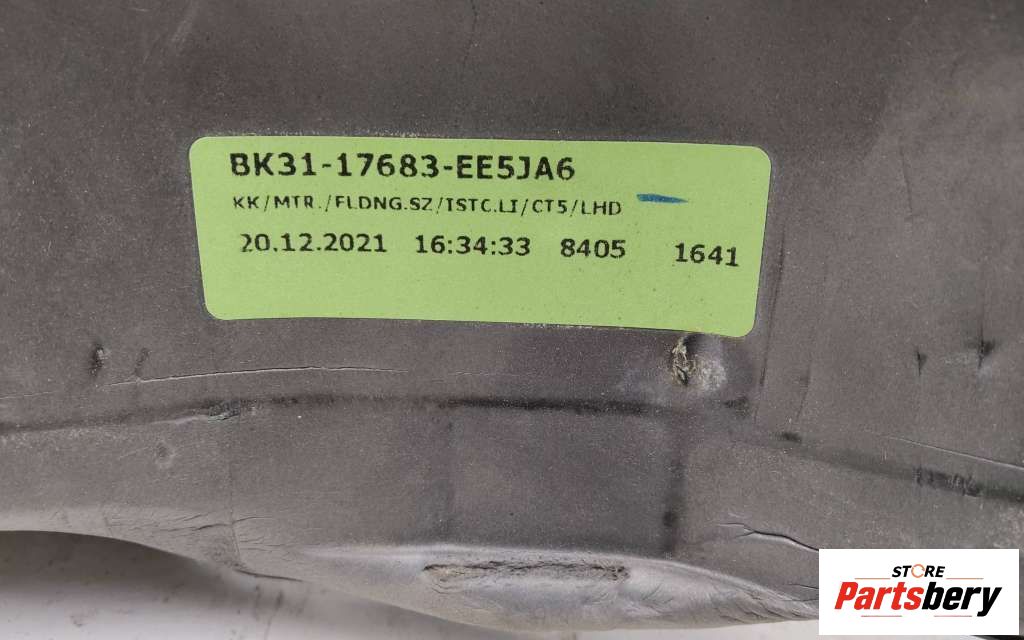 BK31-17683-EE5JA6
KK/MTR./FLDNG.SZ/ISTC.LI/CT5/LHD
20.12.2021 16:34:33 8405 1641
STORE
Partsbery